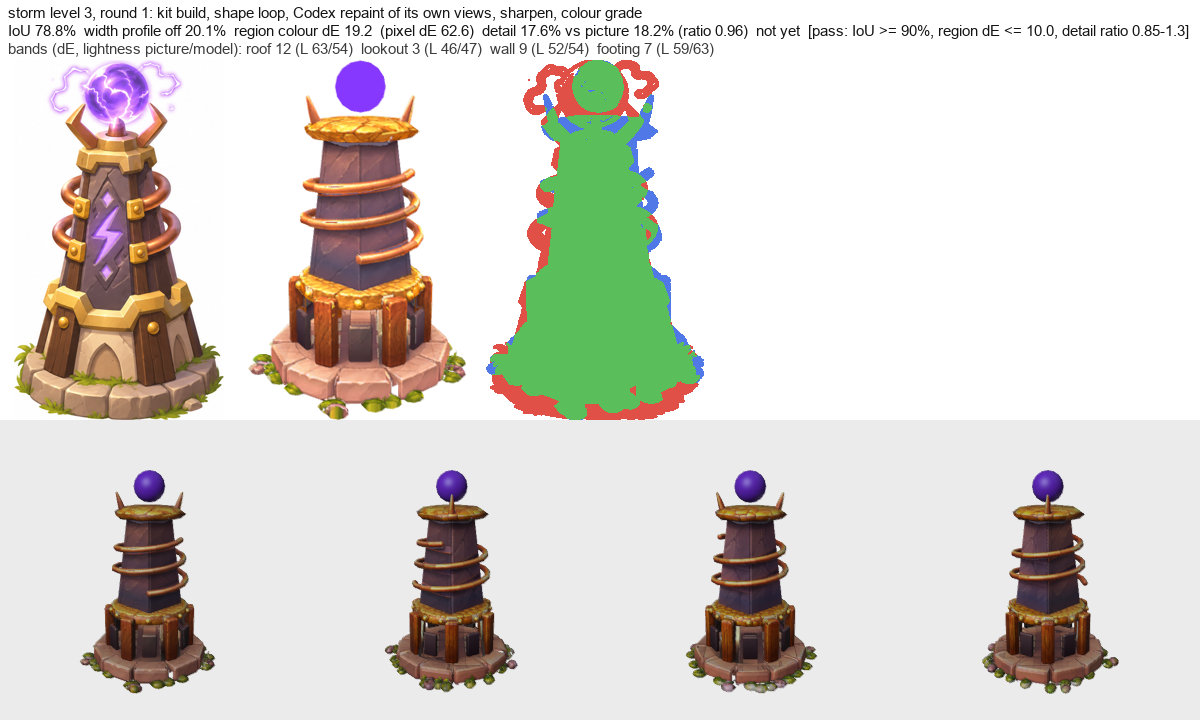 storm level 3, round 1: kit build, shape loop, Codex repaint of its own views, sharpen, colour grade
IoU 78.8%  width profile off 20.1%  region colour dE 19.2  (pixel dE 62.6)  detail 17.6% vs picture 18.2% (ratio 0.96)  not yet  [pass: IoU >= 90%, region dE <= 10.0, detail ratio 0.85-1.3]
bands (dE, lightness picture/model): roof 12 (L 63/54)  lookout 3 (L 46/47)  wall 9 (L 52/54)  footing 7 (L 59/63)